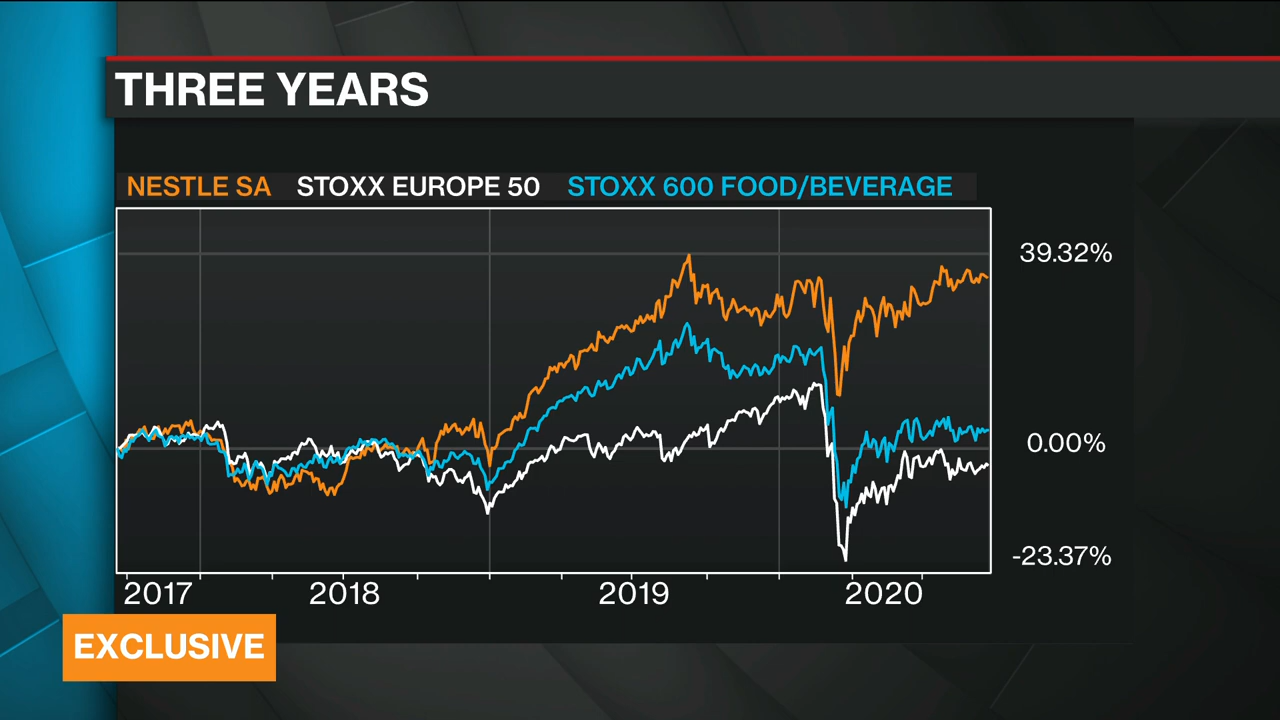 THREE YEARS
NESTLE SA STOXX EUROPE 50 STOXX 600 FOOD/BEVERAGE
39.32%
0.00%
-23.37%
2017 2018 2019 2020
EXCLUSIVE